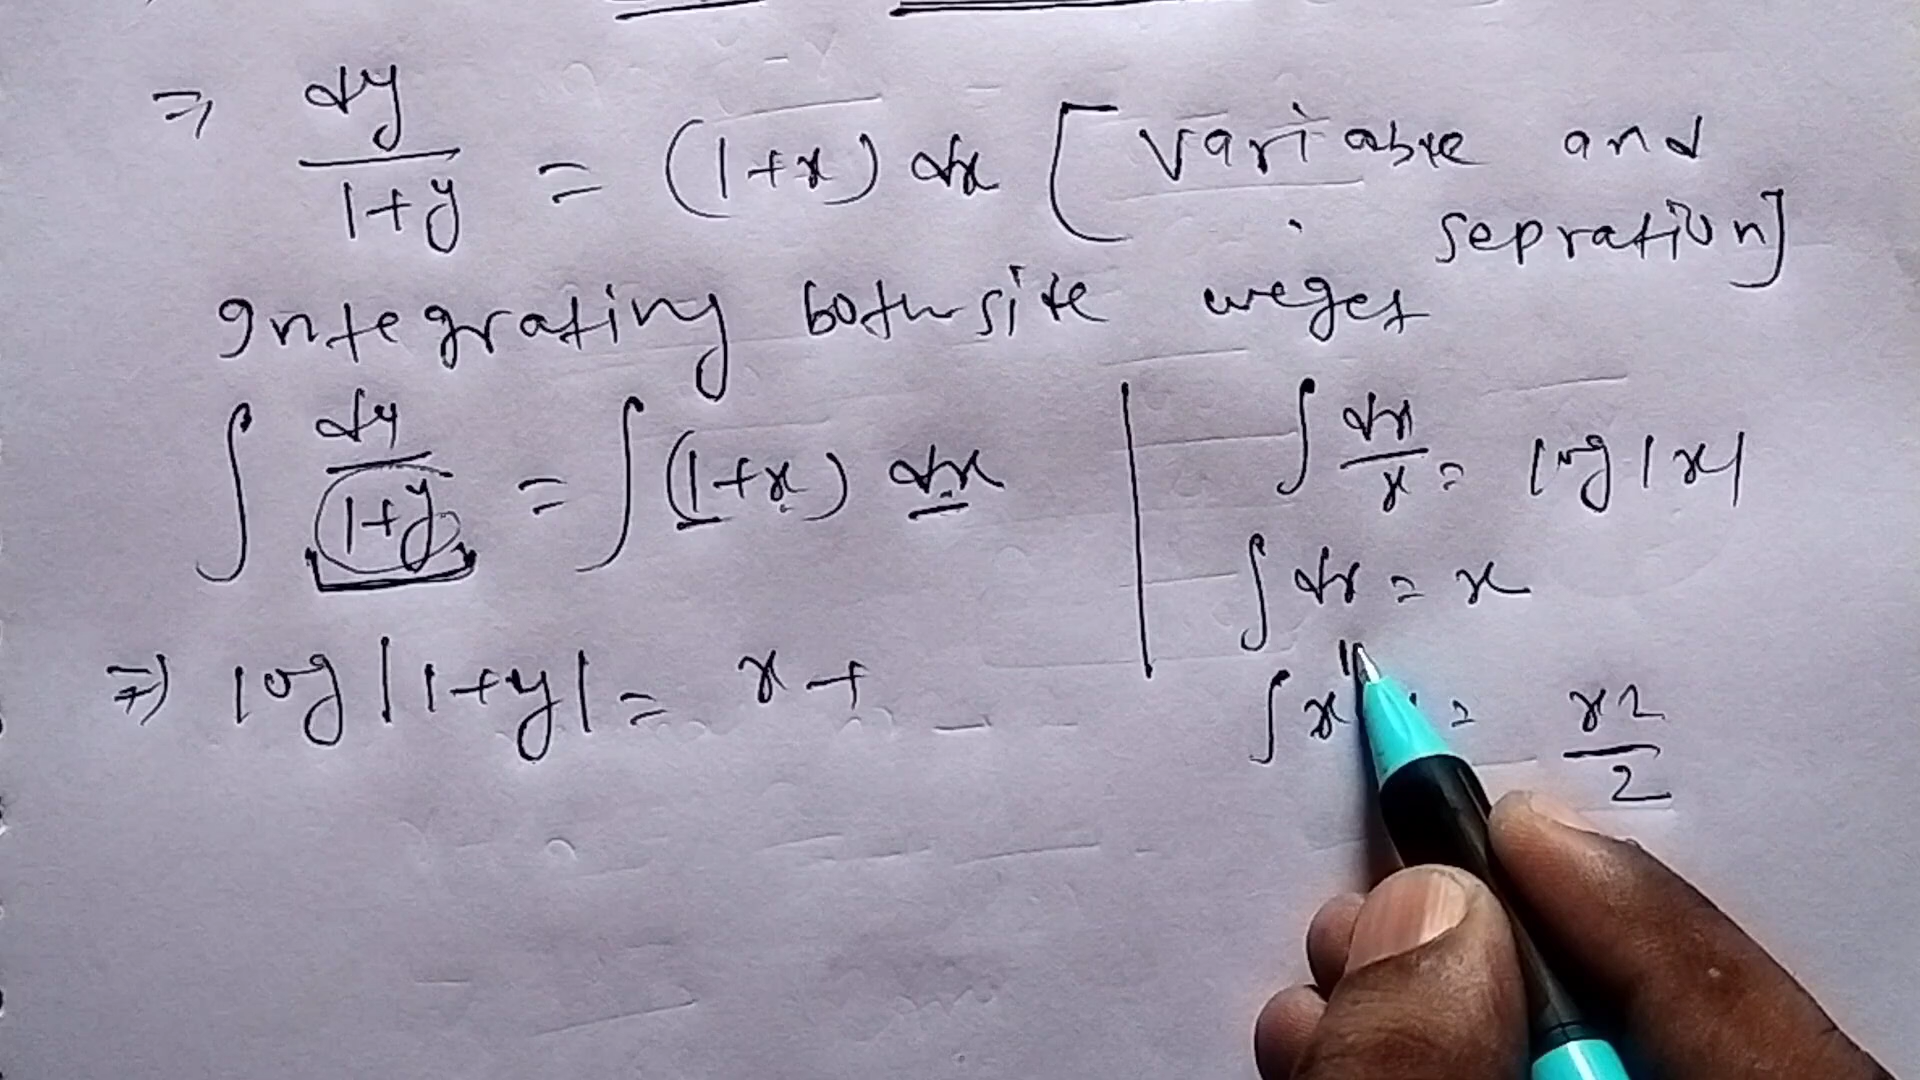 ⇒ dy/1+y = (1+x) dx [variable and
sepration]
Integrating both site weget
∫ dy/(1+y) = ∫(1+x) dx
⇒ log|1+y| = x +
∫ dx/x = log|x|
∫ dx = x
∫ x = x2/2